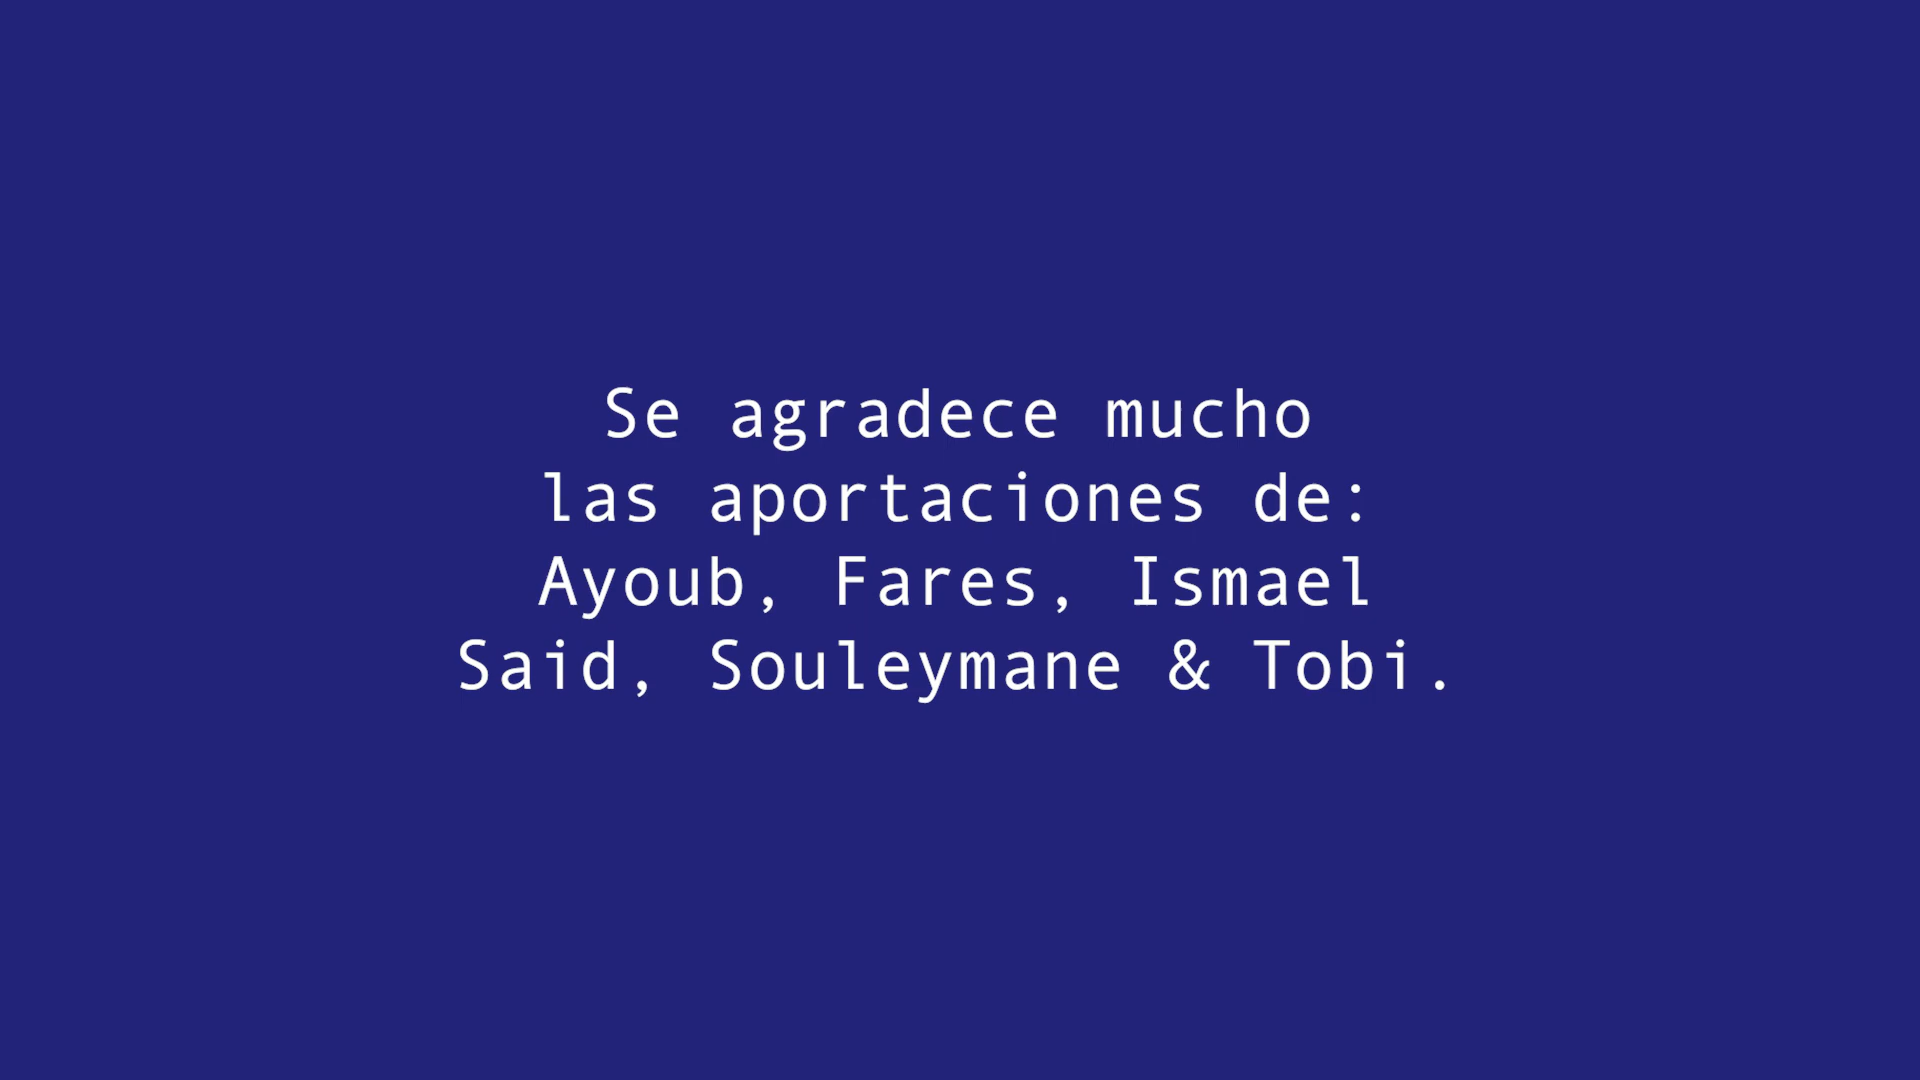 Se agradece mucho
las aportaciones de:
Ayoub, Fares, Ismael
Said, Souleymane & Tobi.